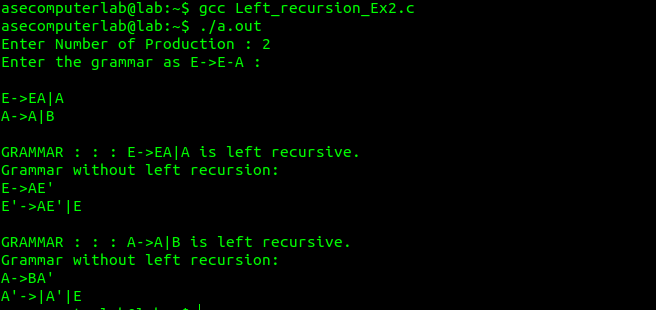 asecomputerlab@lab:~$ gcc Left_recursion_Ex2.c
asecomputerlab@lab:~$ ./a.out
Enter Number of Production : 2
Enter the grammar as E->E-A :
E->EA|A
A->A|B
GRAMMAR : : : E->EA|A is left recursive.
Grammar without left recursion:
E->AE'
E'->AE'|E
GRAMMAR : : : A->A|B is left recursive.
Grammar without left recursion:
A->BA'
A'->|A'|E